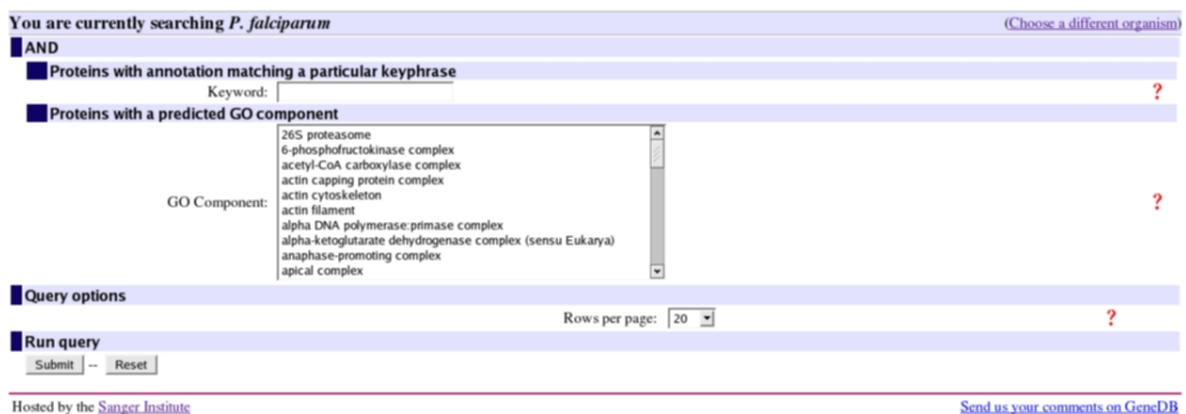 You are currently searching P. falciparum (Choose a different organism)
AND
Proteins with annotation matching a particular keyphrase
Keyword: ?
Proteins with a predicted GO component
26S proteasome
6-phosphofructokinase complex
acetyl-CoA carboxylase complex
actin capping protein complex
actin cytoskeleton
GO Component: ?
actin filament
alpha DNA polymerase:primase complex
alpha-ketoglutarate dehydrogenase complex (sensu Eukarya)
anaphase-promoting complex
apical complex
Query options
Rows per page: 20 ?
Run query
Submit -- Reset
Hosted by the Sanger Institute Send us your comments on GeneDB